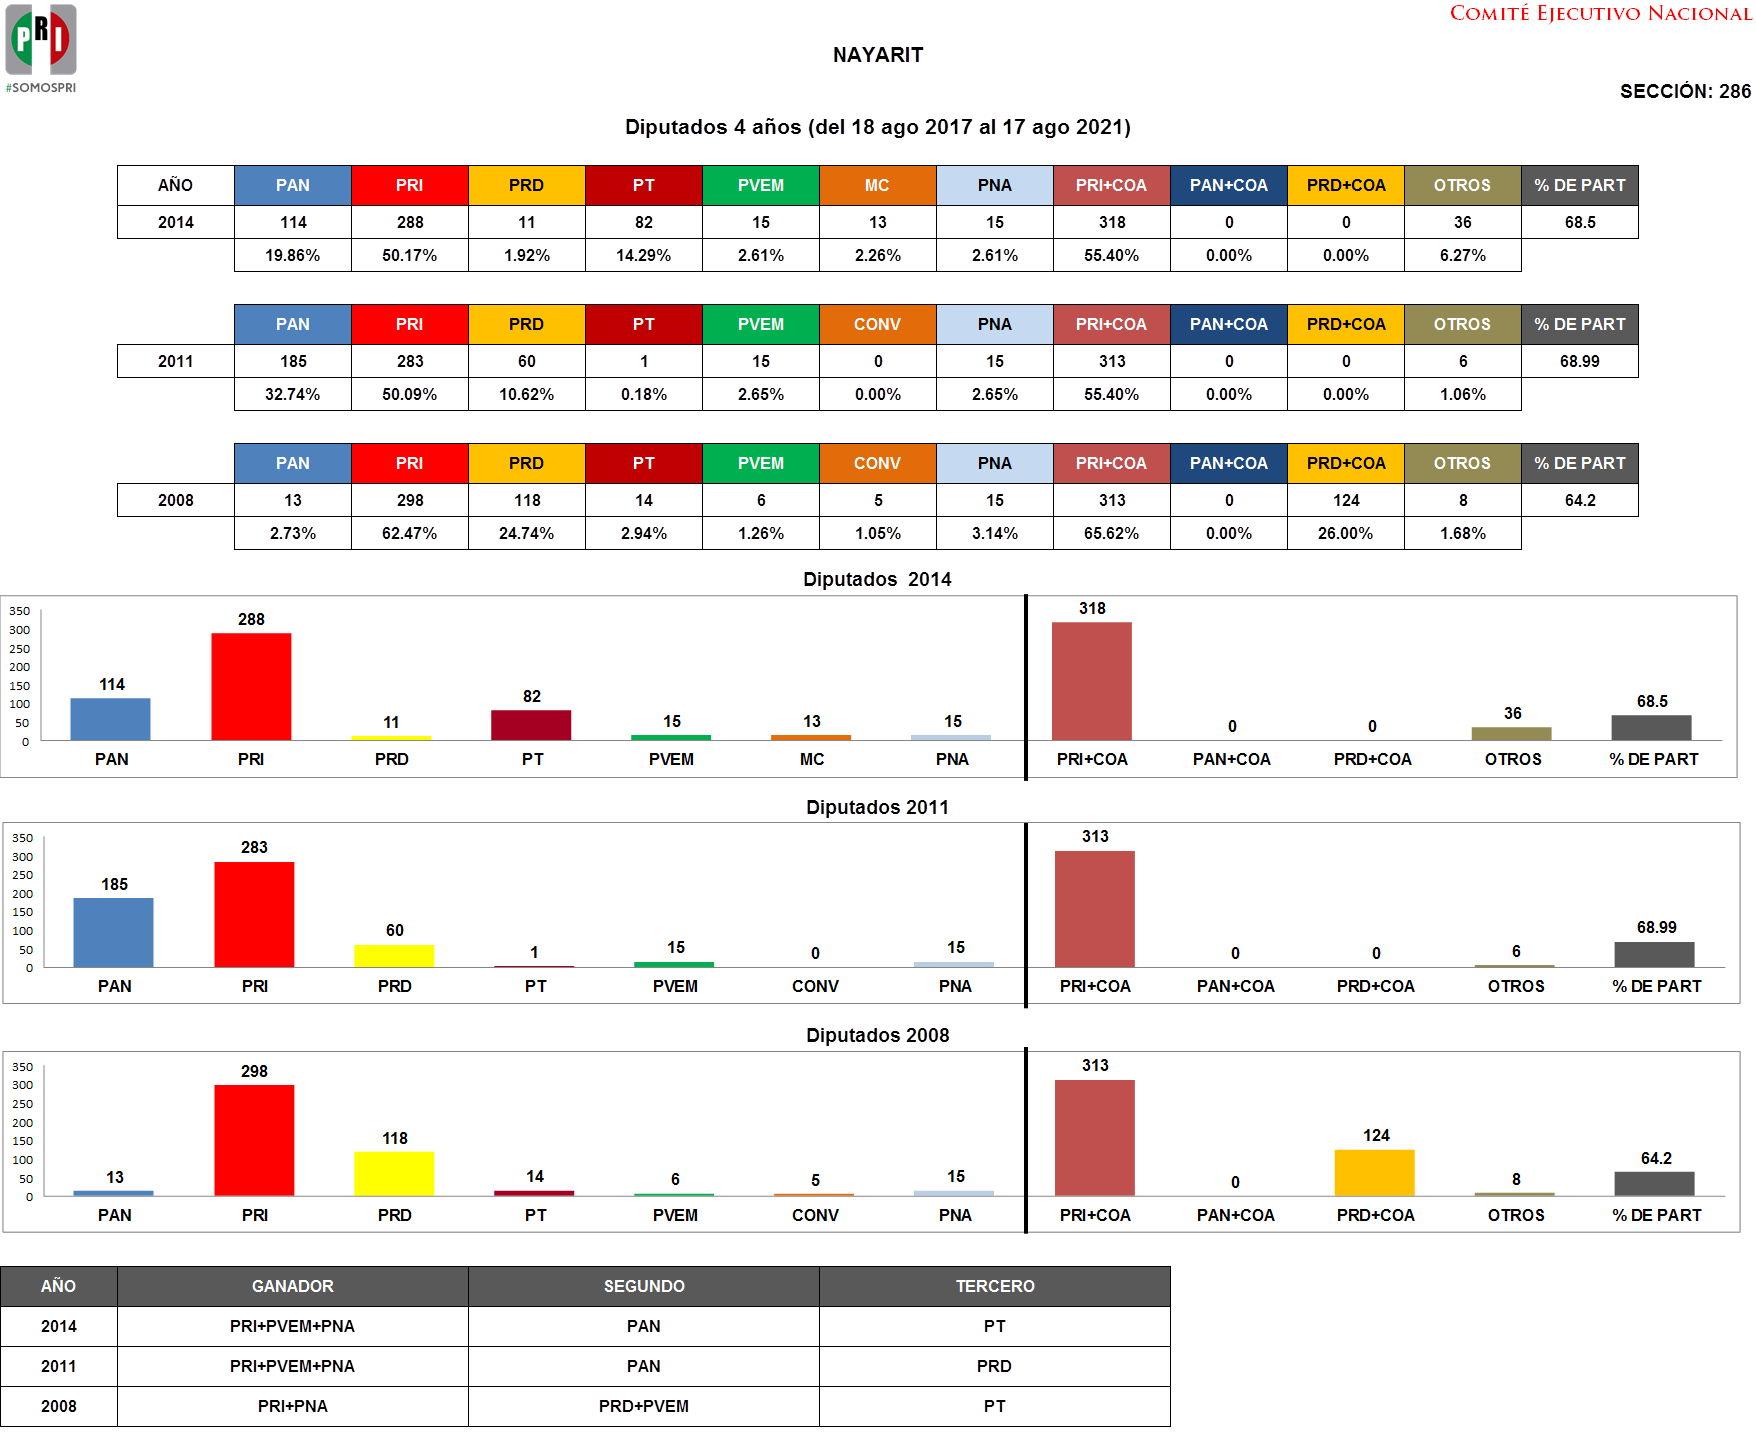 COMITÉ EJECUTIVO NACIONAL
PRI
#SOMOSPRI
NAYARIT
SECCIÓN: 286
Diputados 4 años (del 18 ago 2017 al 17 ago 2021)
AÑO PAN PRI PRD PT PVEM MC PNA PRI+COA PAN+COA PRD+COA OTROS % DE PART
2014 114 288 11 82 15 13 15 318 0 0 36 68.5
19.86% 50.17% 1.92% 14.29% 2.61% 2.26% 2.61% 55.40% 0.00% 0.00% 6.27%
PAN PRI PRD PT PVEM CONV PNA PRI+COA PAN+COA PRD+COA OTROS % DE PART
2011 185 283 60 1 15 0 15 313 0 0 6 68.99
32.74% 50.09% 10.62% 0.18% 2.65% 0.00% 2.65% 55.40% 0.00% 0.00% 1.06%
PAN PRI PRD PT PVEM CONV PNA PRI+COA PAN+COA PRD+COA OTROS % DE PART
2008 13 298 118 14 6 5 15 313 0 124 8 64.2
2.73% 62.47% 24.74% 2.94% 1.26% 1.05% 3.14% 65.62% 0.00% 26.00% 1.68%
Diputados 2014
350
300
250
200
150
100
50
0
114 288 11 82 15 13 15 318 0 0 36 68.5
PAN PRI PRD PT PVEM MC PNA PRI+COA PAN+COA PRD+COA OTROS % DE PART
Diputados 2011
350
300
250
200
150
100
50
0
185 283 60 1 15 0 15 313 0 0 6 68.99
PAN PRI PRD PT PVEM CONV PNA PRI+COA PAN+COA PRD+COA OTROS % DE PART
Diputados 2008
350
300
250
200
150
100
50
0
13 298 118 14 6 5 15 313 0 124 8 64.2
PAN PRI PRD PT PVEM CONV PNA PRI+COA PAN+COA PRD+COA OTROS % DE PART
AÑO GANADOR SEGUNDO TERCERO
2014 PRI+PVEM+PNA PAN PT
2011 PRI+PVEM+PNA PAN PRD
2008 PRI+PNA PRD+PVEM PT